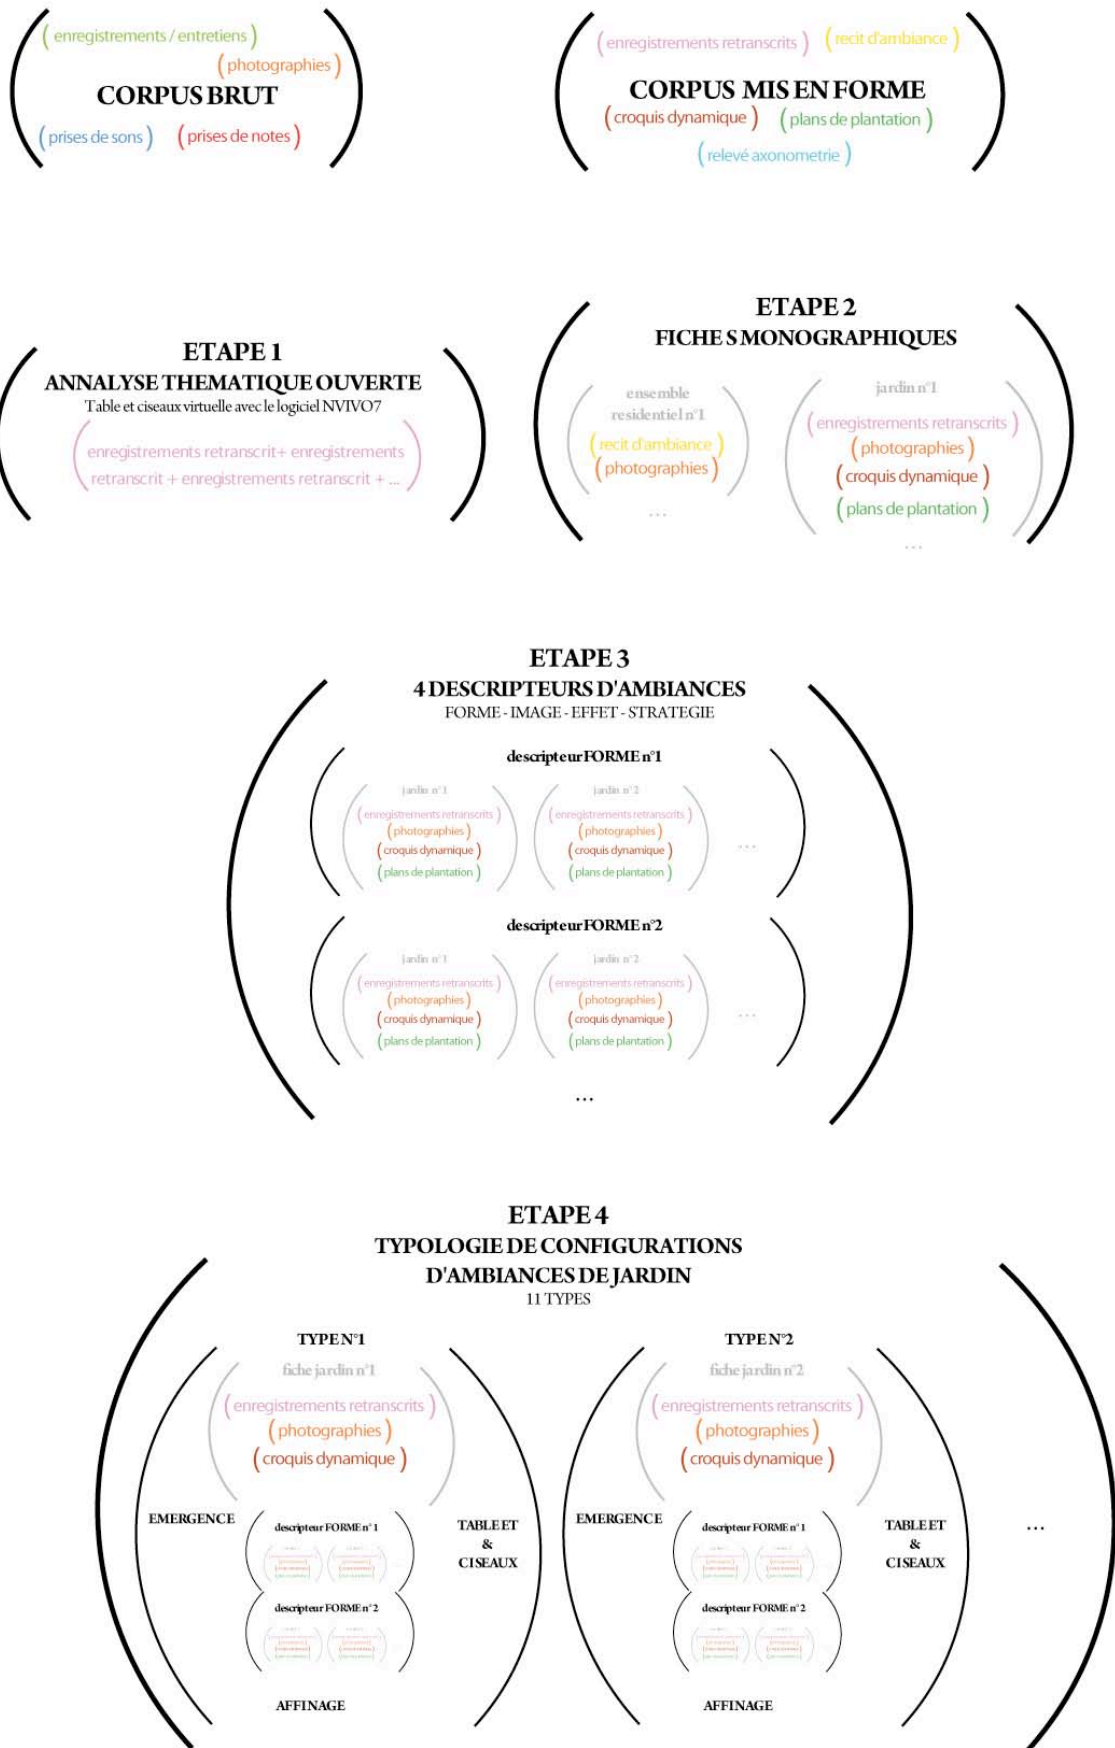 ( enregistrements / entretiens )
( photographies )
CORPUS BRUT
( prises de sons ) ( prises de notes )
( enregistrements retranscrits ) ( recit d'ambiance )
CORPUS MIS EN FORME
( croquis dynamique ) ( plans de plantation )
( relevé axonometrie )
ETAPE 1
ANNALYSE THEMATIQUE OUVERTE
Table et ciseaux virtuelle avec le logiciel NVIVO7
enregistrements retranscrit+ enregistrements
retranscrit + enregistrements retranscrit + ...
ETAPE 2
FICHE S MONOGRAPHIQUES
ensemble
residentiel n°1
( recit d'ambiance )
( photographies )
...
jardin n°1
( enregistrements retranscrits )
( photographies )
( croquis dynamique )
( plans de plantation )
...
ETAPE 3
4 DESCRIPTEURS D'AMBIANCES
FORME - IMAGE - EFFET - STRATEGIE
descripteur FORME n°1
jardin n°1 jardin n°2
( enregistrements retranscrits ) ( enregistrements retranscrits )
( photographies ) ( photographies )
( croquis dynamique ) ( croquis dynamique ) ...
( plans de plantation ) ( plans de plantation )
descripteur FORME n°2
jardin n°1 jardin n°2
( enregistrements retranscrits ) ( enregistrements retranscrits )
( photographies ) ( photographies )
( croquis dynamique ) ( croquis dynamique ) ...
( plans de plantation ) ( plans de plantation )
...
ETAPE 4
TYPOLOGIE DE CONFIGURATIONS
D'AMBIANCES DE JARDIN
11 TYPES
TYPE N°1
fiche jardin n°1
( enregistrements retranscrits )
( photographies )
( croquis dynamique )
EMERGENCE
descripteur FORME n°1
TABLE ET
&
CISEAUX
descripteur FORME n°2
AFFINAGE
TYPE N°2
fiche jardin n°2
( enregistrements retranscrits )
( photographies )
( croquis dynamique )
EMERGENCE
descripteur FORME n°1
TABLE ET
&
CISEAUX
descripteur FORME n°2
AFFINAGE
...